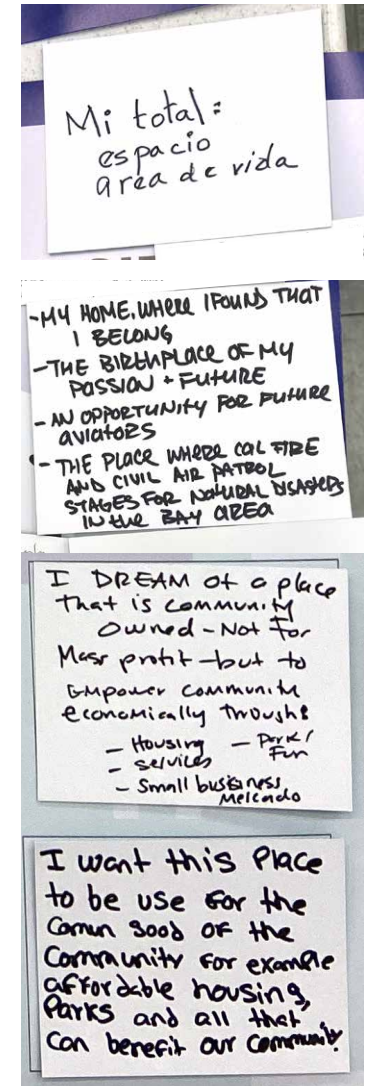 Mi total:
espacio
area de vida
- MY HOME, WHERE I FOUND THAT
I BELONG
- THE BIRTHPLACE OF MY
PASSION + FUTURE
- AN OPPORTUNITY FOR FUTURE
AVIATORS
- THE PLACE WHERE CAL FIRE
AND CIVIL AIR PATROL
STAGES FOR NATURAL DISASTERS
IN the BAY AREA
I DREAM of a place
that is community
Owned - Not for
Mass profit - but to
Empower community
economically through:
- Housing - Park/
Fun
- services
- Small business
Mercado
I want this Place
to be use for the
Comun good of the
Community for example
affordable housing,
Parks and all that
can benefit our community.